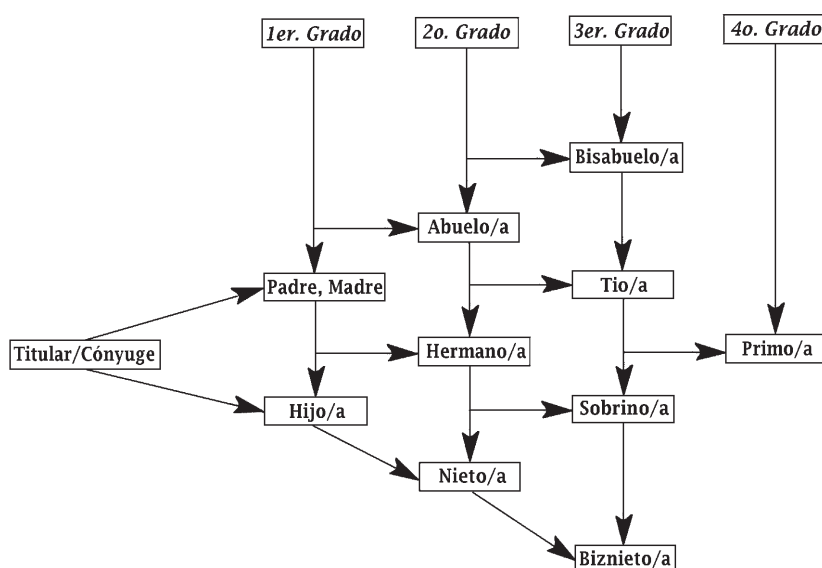 1er. Grado
2o. Grado
3er. Grado
4o. Grado
Bisabuelo/a
Abuelo/a
Padre, Madre
Tio/a
Titular/Cónyuge
Hermano/a
Primo/a
Hijo/a
Sobrino/a
Nieto/a
Biznieto/a